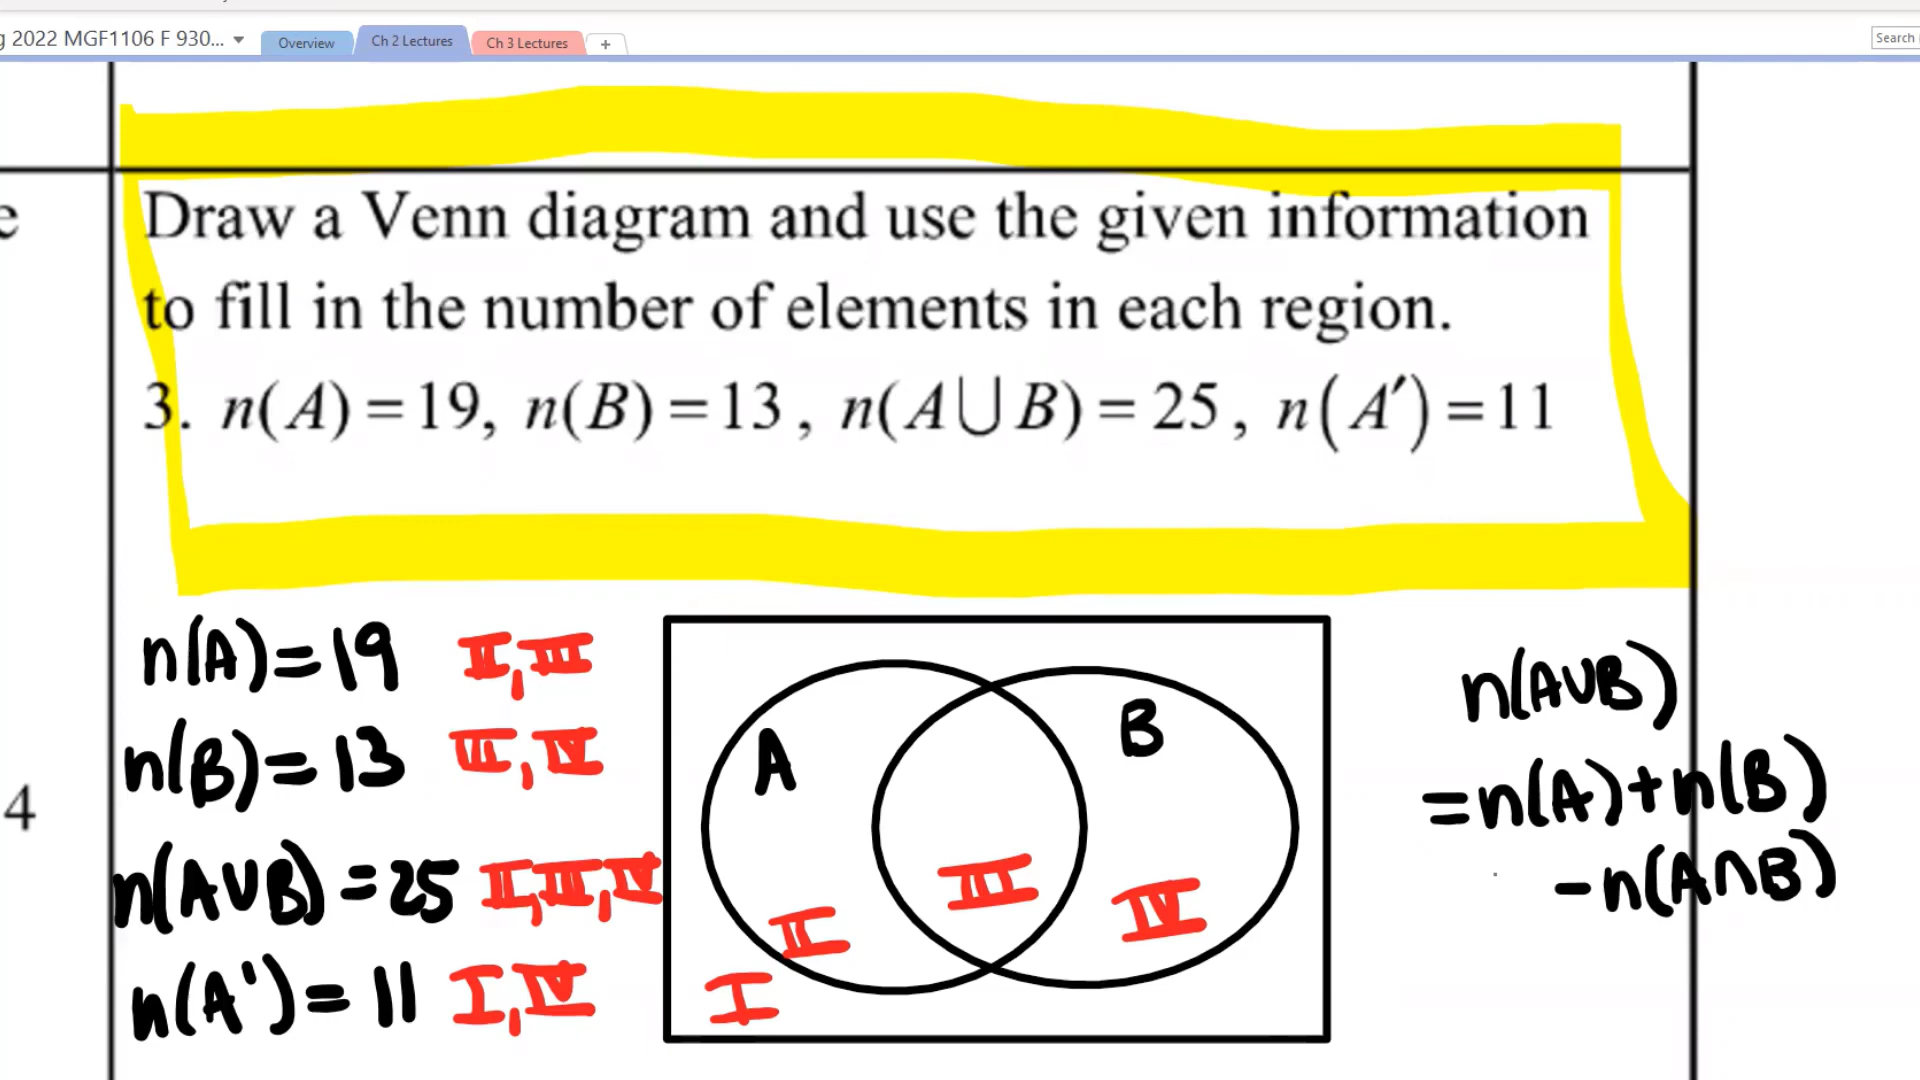 g 2022 MGF1106 F 930... Overview Ch 2 Lectures Ch 3 Lectures + Search
e
Draw a Venn diagram and use the given information
to fill in the number of elements in each region.
3. n(A)=19, n(B)=13, n(A∪B)=25, n(A′)=11
4
n(A)=19 II,III
n(B)=13 III,IV
n(A∪B)=25 II,III,IV
n(A')=11 I,IV
A
B
III
IV
II
I
n(A∪B)
=n(A)+n(B)
-n(A∩B)